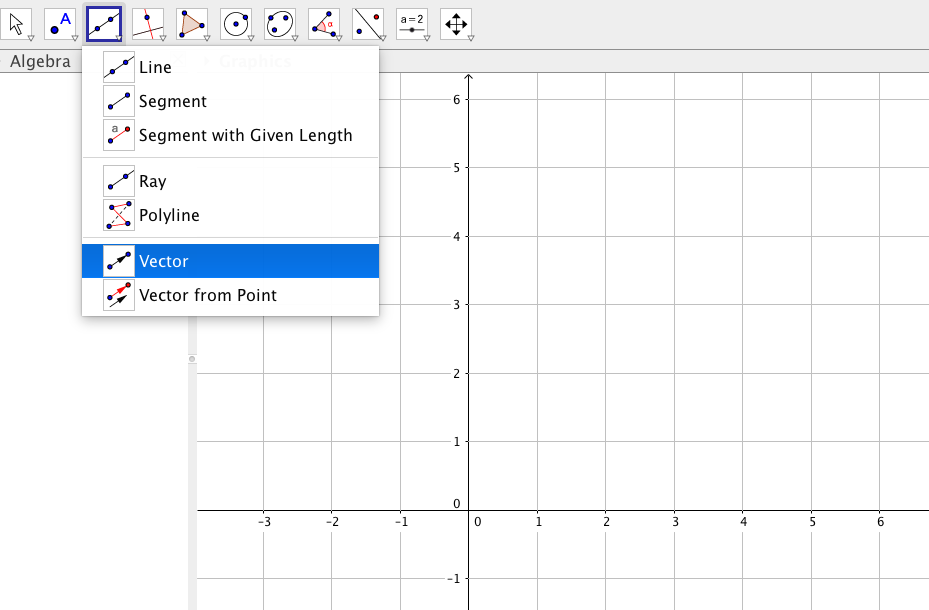 A
α
a=2
Algebra
Graphics
Line
Segment
a
Segment with Given Length
Ray
Polyline
Vector
Vector from Point
6
5
4
3
2
1
0
-3 -2 -1 0 1 2 3 4 5 6
-1